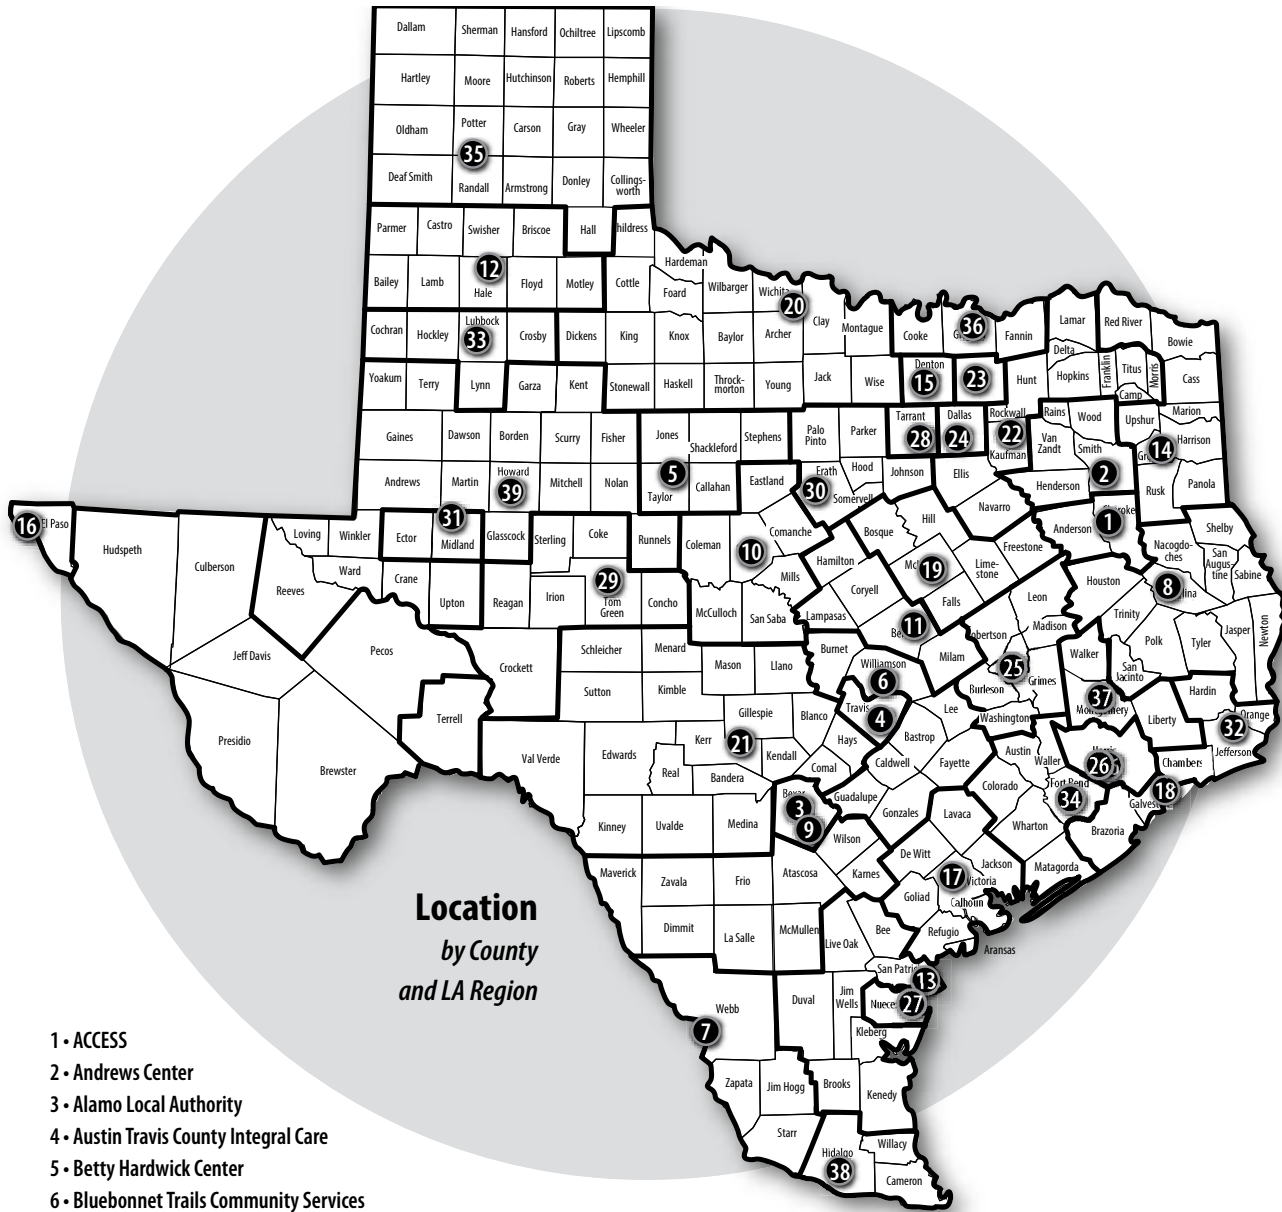 Dallam Sherman Hansford Ochiltree Lipscomb
Hartley Moore Hutchinson Roberts Hemphill
Oldham Potter Carson Gray Wheeler
35
Deaf Smith Randall Armstrong Donley Collings-
worth
Parmer Castro Swisher Briscoe Hall hildress
12
Bailey Lamb Hale Floyd Motley Cottle Hardeman Foard Wilbarger Wichita
20
Cochran Hockley Lubbock Crosby Dickens King Knox Baylor Archer Clay Montague Cooke Fannin Lamar Red River Bowie
33 36
Yoakum Terry Lynn Garza Kent Stonewall Haskell Throck-
morton Young Jack Wise Denton Hunt Delta Hopkins Franklin Titus Morris Camp Cass
15 23
Gaines Dawson Borden Scurry Fisher Jones Shackleford Stephens Palo
Pinto Parker Tarrant Dallas Rockwall Kaufman Rains Wood Van
Zandt Smith Upshur Marion Harrison
28 24 22 2 14
Andrews Martin Howard Mitchell Nolan Taylor Callahan Eastland Erath Hood Somervell Johnson Ellis Navarro Henderson Rusk Panola
39 5 30
16 El Paso Hudspeth Culberson Reeves Loving Winkler Ward Ector Midland Glasscock Sterling Coke Runnels Coleman Comanche Bosque Hill Freestone Anderson Shelby
31 10 1
Crane Upton Reagan Irion Tom
Green Concho McCulloch San Saba Mills Hamilton Coryell Lampasas Falls Lime-
stone Leon Houston Nacogdo-
ches San
Augus-
tine Sabine
29 19 11 8
Jeff Davis Pecos Crockett Schleicher Menard Mason Llano Burnet Williamson Milam Madison Walker Trinity Polk Tyler Jasper Newton
6 25
Presidio Brewster Terrell Sutton Kimble Gillespie Blanco Travis Lee Burleson Grimes Washington San
Jacinto Liberty Hardin Orange
4 37 32
Val Verde Edwards Kerr Real Bandera Kendall Hays Comal Bastrop Caldwell Fayette Austin Waller Chambers Jefferson
21 26
Kinney Uvalde Medina Guadalupe Gonzales Lavaca Colorado Wharton Fort Bend Brazoria
3 9 34 18
Maverick Zavala Frio Atascosa Wilson Karnes De Witt Jackson Matagorda
17 Victoria
Dimmit La Salle McMullen Live Oak Bee Goliad Calhoun Refugio Aransas
Location
by County
and LA Region
13
Webb Duval Jim
Wells 27
7 Kleberg
Zapata Jim Hogg Brooks Kenedy
Starr Hidalgo Willacy
38 Cameron
1 • ACCESS
2 • Andrews Center
3 • Alamo Local Authority
4 • Austin Travis County Integral Care
5 • Betty Hardwick Center
6 • Bluebonnet Trails Community Services